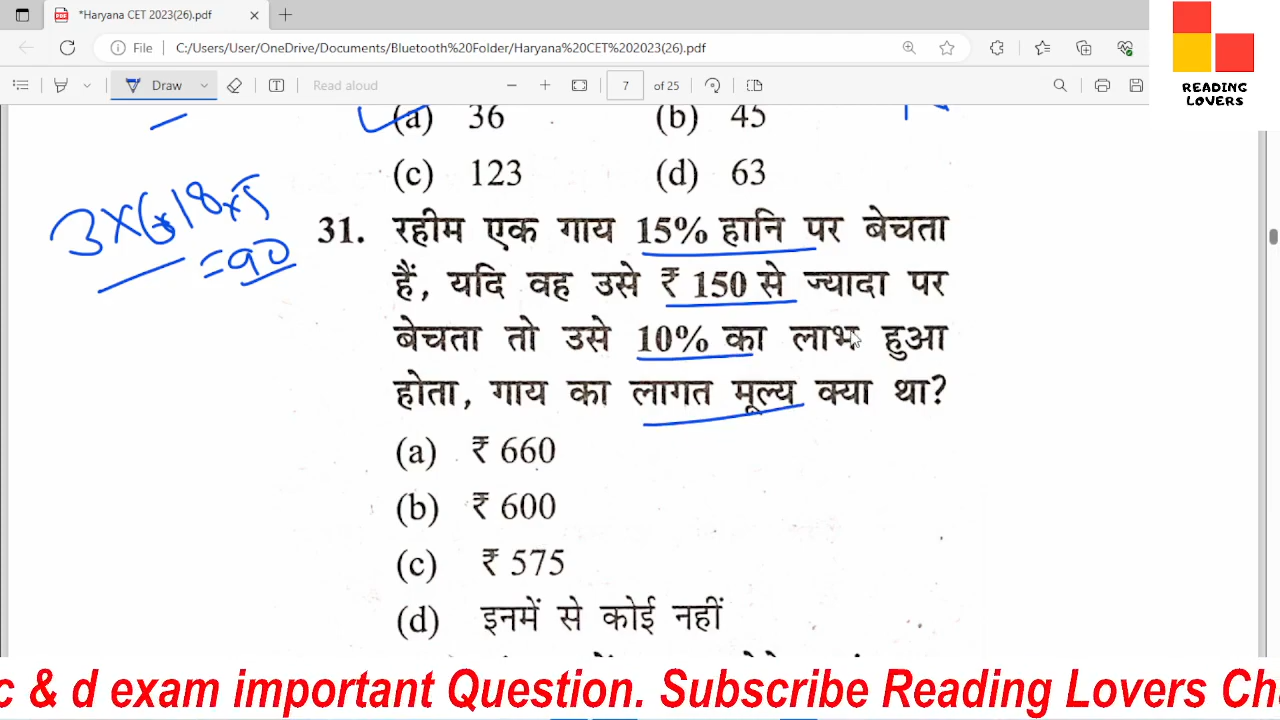 *Haryana CET 2023(26).pdf
File C:/Users/User/OneDrive/Documents/Bluetooth%20Folder/Haryana%20CET%202023(26).pdf
Draw Read aloud 7 of 25
READING
LOVERS
(a) 36 (b) 45
(c) 123 (d) 63
3×6×18×5
=90
31. रहीम एक गाय 15% हानि पर बेचता
हैं, यदि वह उसे ₹ 150 से ज्यादा पर
बेचता तो उसे 10% का लाभ हुआ
होता, गाय का लागत मूल्य क्या था?
(a) ₹ 660
(b) ₹ 600
(c) ₹ 575
(d) इनमें से कोई नहीं
c & d exam important Question. Subscribe Reading Lovers Cha